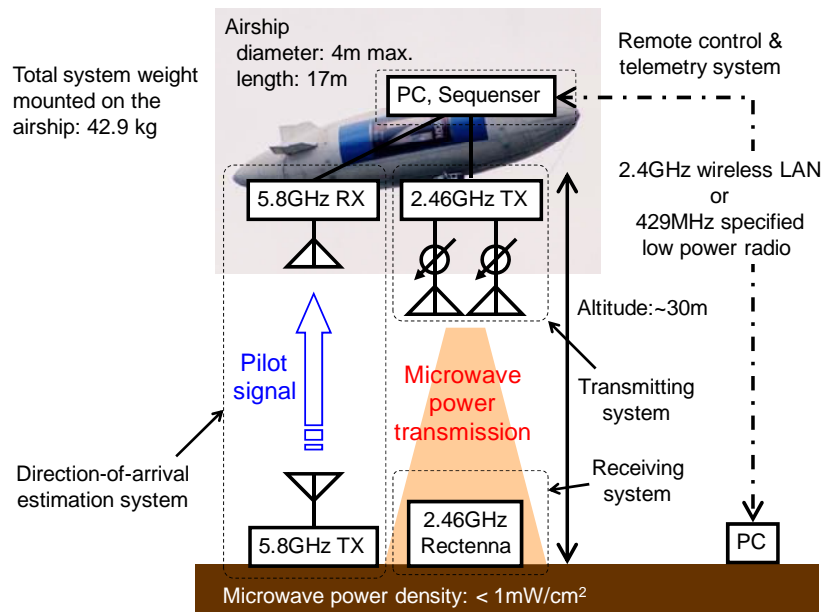 Airship
diameter: 4m max.
length: 17m
Total system weight
mounted on the
airship: 42.9 kg
PC, Sequenser
Remote control &
telemetry system
5.8GHz RX
2.46GHz TX
2.4GHz wireless LAN
or
429MHz specified
low power radio
Altitude:~30m
Pilot
signal
Microwave
power
transmission
Transmitting
system
Direction-of-arrival
estimation system
Receiving
system
5.8GHz TX
2.46GHz
Rectenna
PC
Microwave power density: < 1mW/cm²